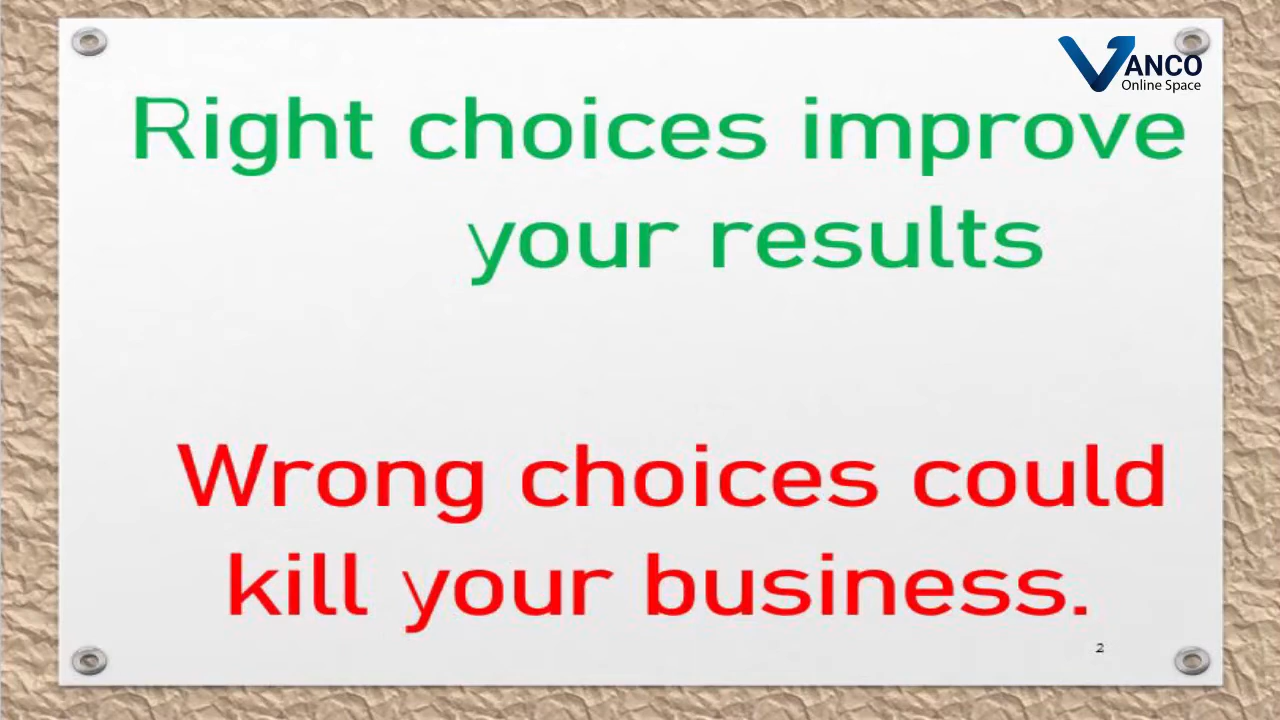 VANCO
Online Space
Right choices improve
your results
Wrong choices could
kill your business.
2